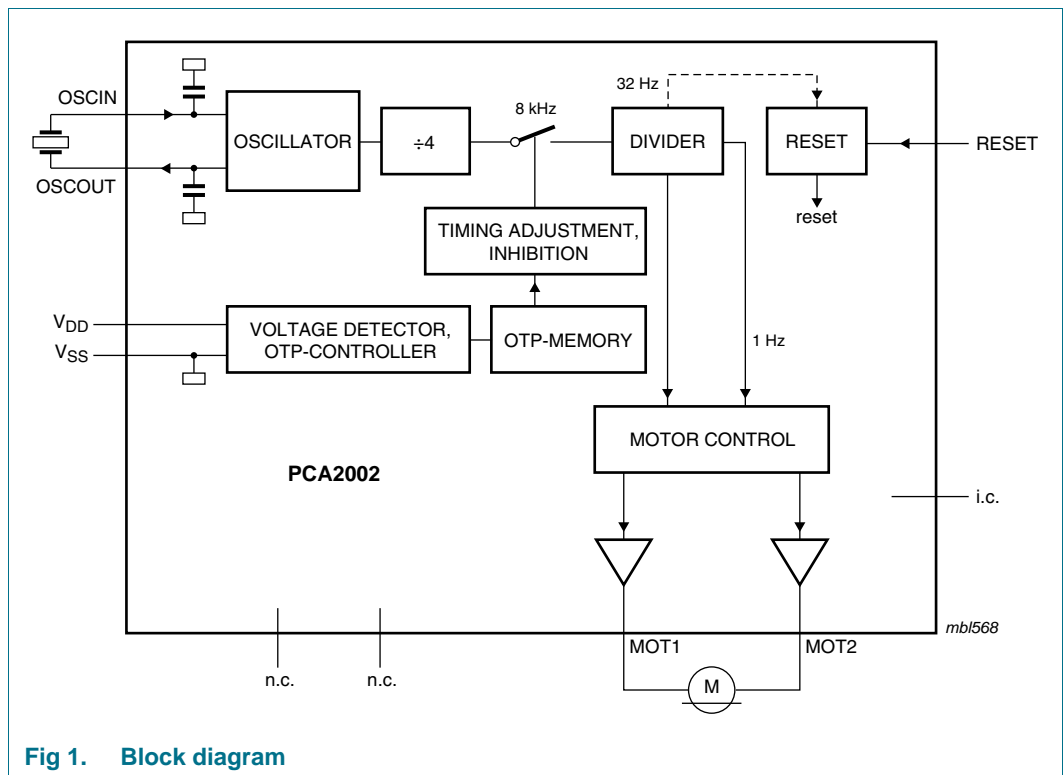 32 Hz
OSCIN
8 kHz
OSCILLATOR
÷4
DIVIDER
RESET
RESET
OSCOUT
reset
TIMING ADJUSTMENT,
INHIBITION
VDD
VSS
VOLTAGE DETECTOR,
OTP-CONTROLLER
OTP-MEMORY
1 Hz
MOTOR CONTROL
PCA2002
i.c.
mbl568
MOT1
MOT2
n.c.
n.c.
M
Fig 1. Block diagram